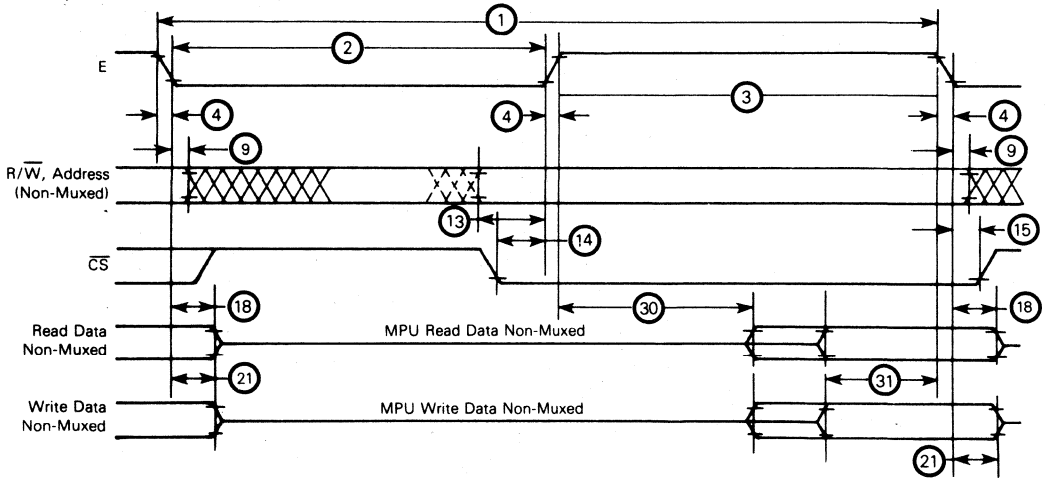 1
2
E
3
4
4
4
9
9
R/W̅, Address
(Non-Muxed)
13
14
15
C̅S̅
18
30
18
Read Data
Non-Muxed
MPU Read Data Non-Muxed
21
31
Write Data
Non-Muxed
MPU Write Data Non-Muxed
21